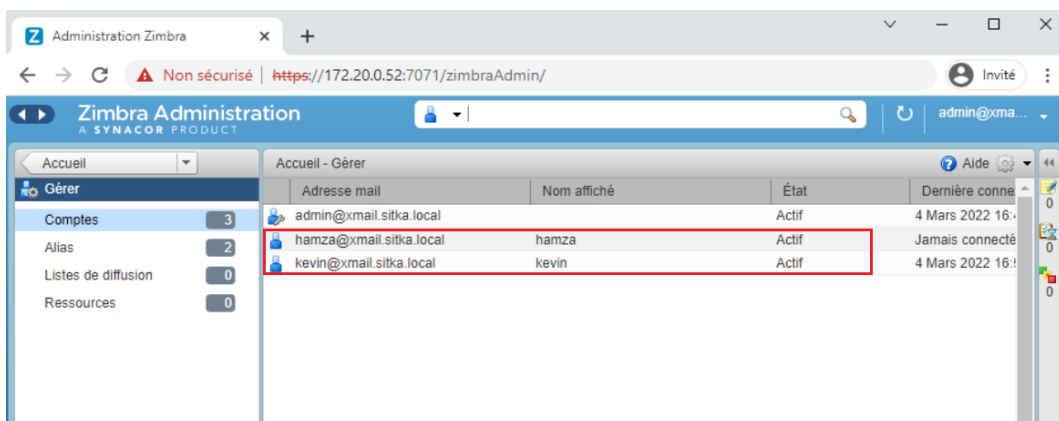 Administration Zimbra
Non sécurisé | https://172.20.0.52:7071/zimbraAdmin/
Invité
Zimbra Administration
A SYNACOR PRODUCT
admin@xma...
Accueil
Accueil - Gérer
Aide
Gérer
Adresse mail Nom affiché État Dernière conne
Comptes 3
admin@xmail.sitka.local Actif 4 Mars 2022 16:
Alias 2
hamza@xmail.sitka.local hamza Actif Jamais connecté
Listes de diffusion 0
kevin@xmail.sitka.local kevin Actif 4 Mars 2022 16:
Ressources 0
0
0
0